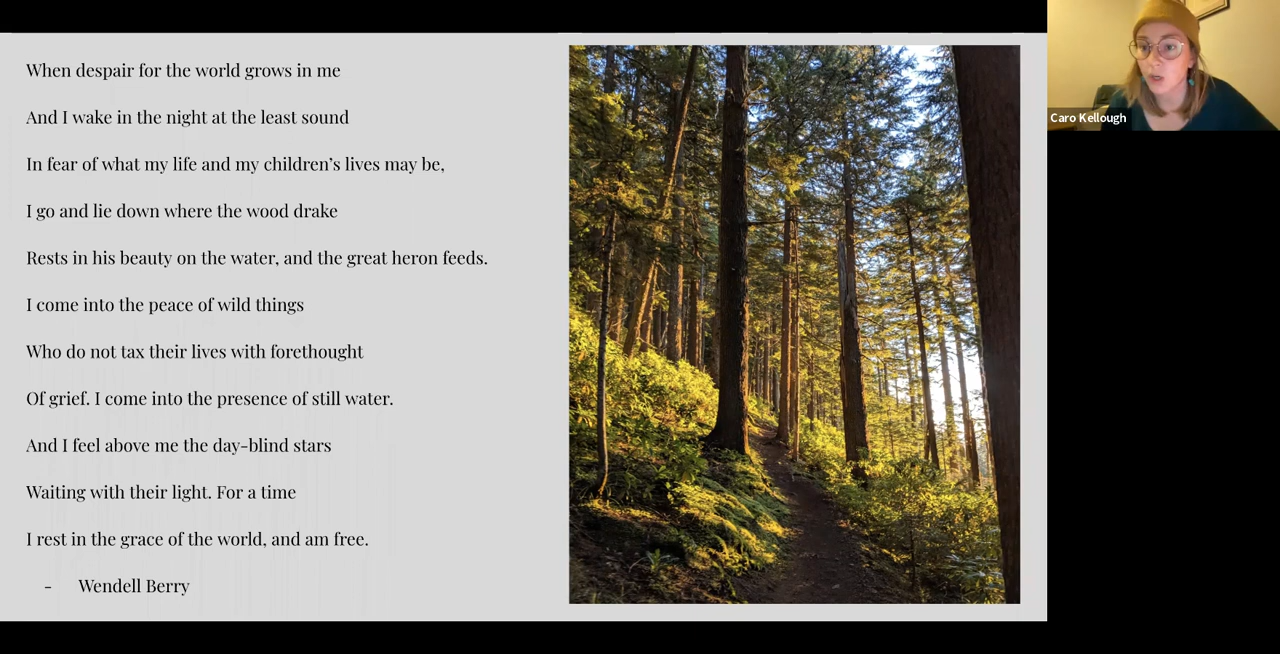 When despair for the world grows in me
And I wake in the night at the least sound
In fear of what my life and my children’s lives may be,
I go and lie down where the wood drake
Rests in his beauty on the water, and the great heron feeds.
I come into the peace of wild things
Who do not tax their lives with forethought
Of grief. I come into the presence of still water.
And I feel above me the day-blind stars
Waiting with their light. For a time
I rest in the grace of the world, and am free.
- Wendell Berry
Caro Kellough